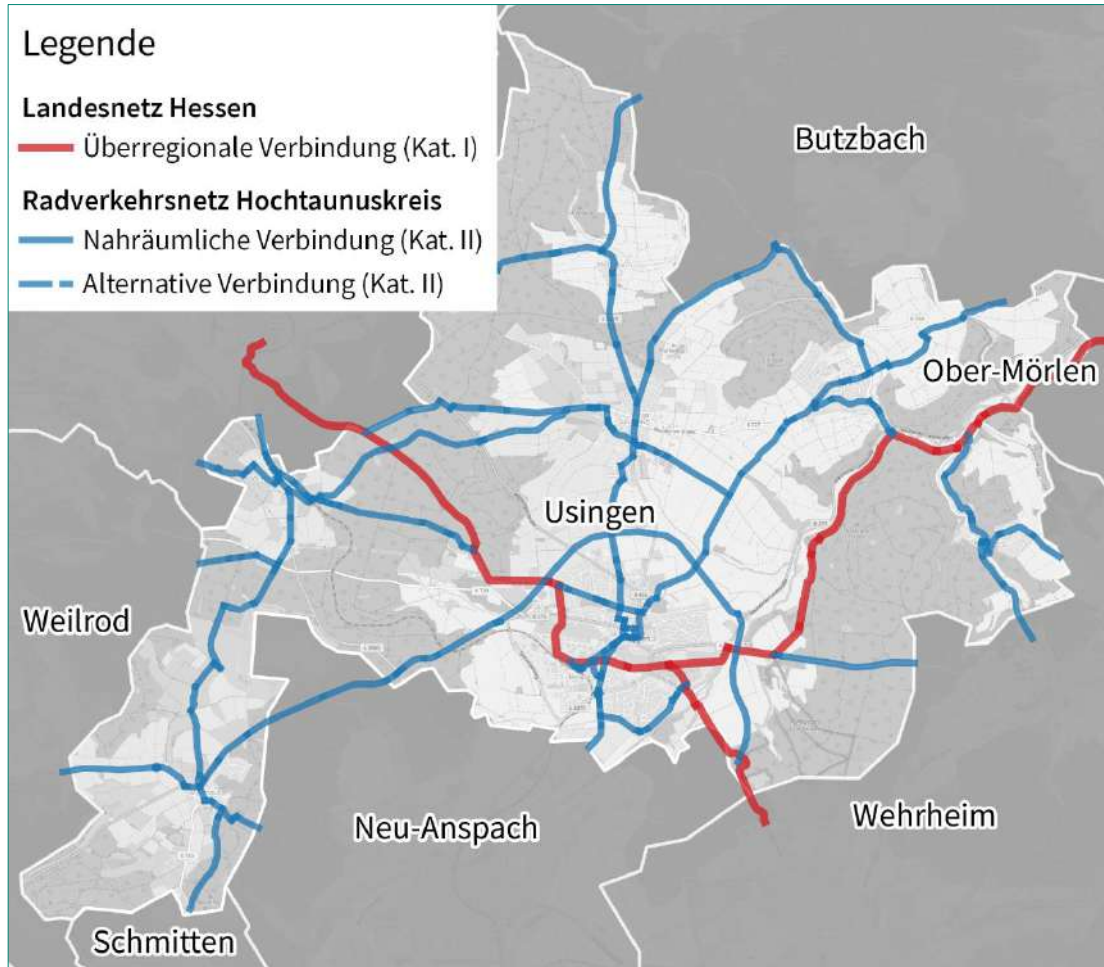 Legende
Landesnetz Hessen
Überregionale Verbindung (Kat. I)
Radverkehrsnetz Hochtaunuskreis
Nahräumliche Verbindung (Kat. II)
Alternative Verbindung (Kat. II)
Butzbach
Ober-Mörlen
Usingen
Weilrod
Neu-Anspach
Wehrheim
Schmitten